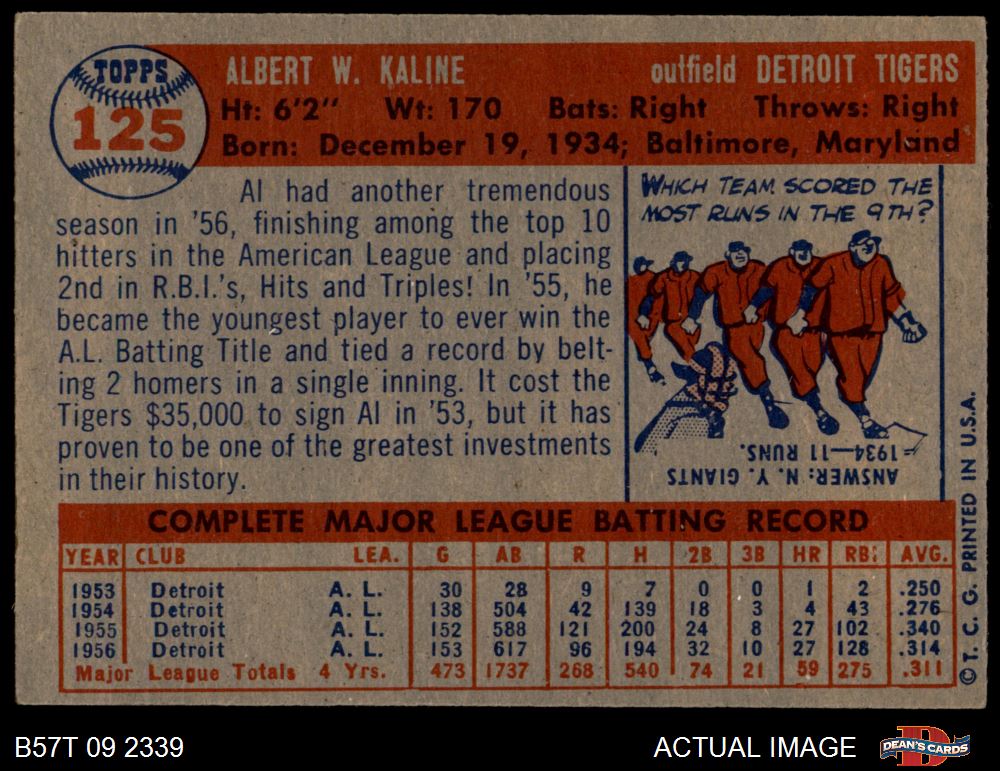 TOPPS
125
ALBERT W. KALINE outfield DETROIT TIGERS
Ht: 6'2" Wt: 170 Bats: Right Throws: Right
Born: December 19, 1934; Baltimore, Maryland
Al had another tremendous
season in '56, finishing among the top 10
hitters in the American League and placing
2nd in R.B.I.'s, Hits and Triples! In '55, he
became the youngest player to ever win the
A.L. Batting Title and tied a record by belt-
ing 2 homers in a single inning. It cost the
Tigers $35,000 to sign Al in '53, but it has
proven to be one of the greatest investments
in their history.
WHICH TEAM SCORED THE
MOST RUNS IN THE 9TH?
ANSWER: N. Y. GIANTS
—1934—11 RUNS.
COMPLETE MAJOR LEAGUE BATTING RECORD
YEAR CLUB LEA. G AB R H 2B 3B HR RBI AVG.
1953 Detroit A. L. 30 28 9 7 0 0 1 2 .250
1954 Detroit A. L. 138 504 42 139 18 3 4 43 .276
1955 Detroit A. L. 152 588 121 200 24 8 27 102 .340
1956 Detroit A. L. 153 617 96 194 32 10 27 128 .314
Major League Totals 4 Yrs. 473 1737 268 540 74 21 59 275 .311
© T. C. G. PRINTED IN U.S.A.
B57T 09 2339
ACTUAL IMAGE
D
DEAN'S CARDS